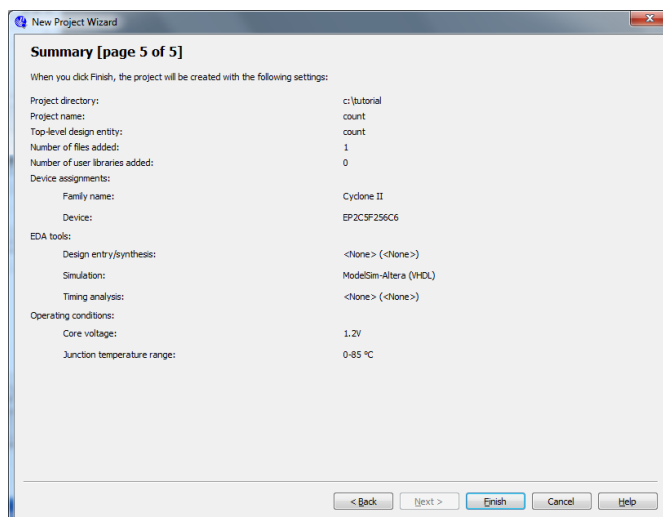 New Project Wizard
Summary [page 5 of 5]
When you click Finish, the project will be created with the following settings:
Project directory: c:\tutorial
Project name: count
Top-level design entity: count
Number of files added: 1
Number of user libraries added: 0
Device assignments:
Family name: Cyclone II
Device: EP2C5F256C6
EDA tools:
Design entry/synthesis: <None> (<None>)
Simulation: ModelSim-Altera (VHDL)
Timing analysis: <None> (<None>)
Operating conditions:
Core voltage: 1.2V
Junction temperature range: 0-85 ºC
< Back Next > Finish Cancel Help